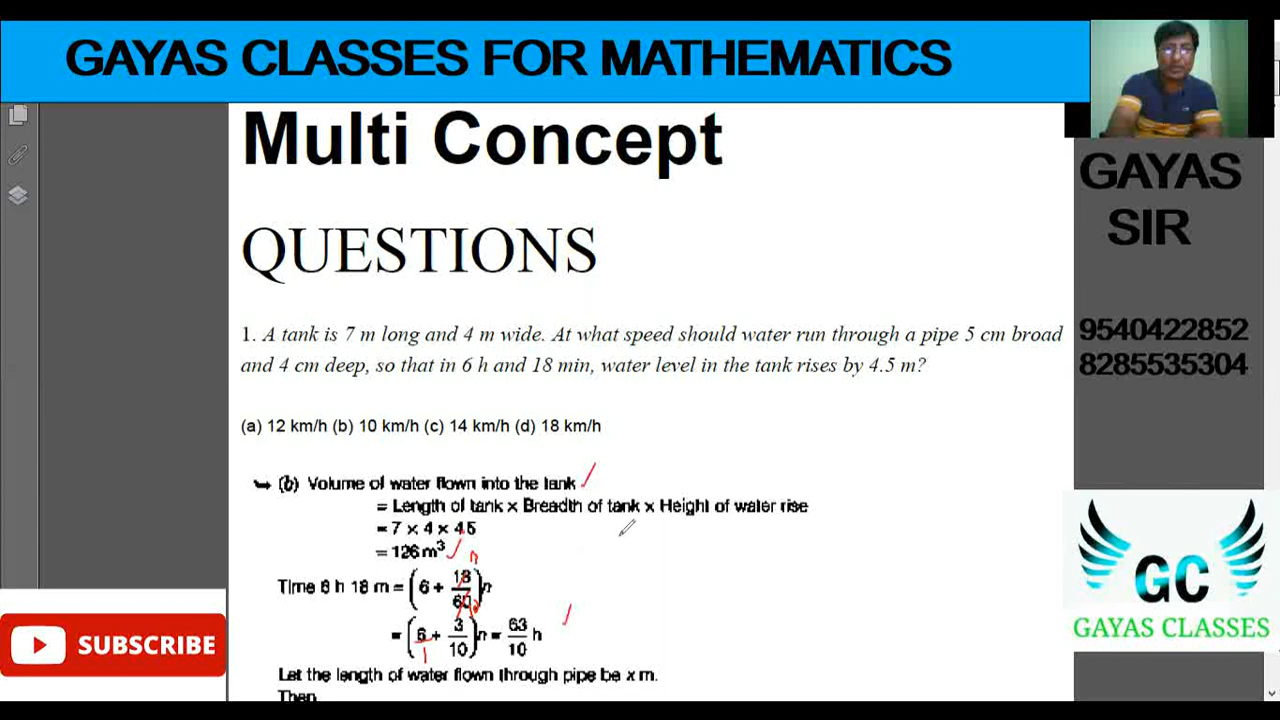 GAYAS CLASSES FOR MATHEMATICS
Multi Concept
QUESTIONS
1. A tank is 7 m long and 4 m wide. At what speed should water run through a pipe 5 cm broad
and 4 cm deep, so that in 6 h and 18 min, water level in the tank rises by 4.5 m?
(a) 12 km/h (b) 10 km/h (c) 14 km/h (d) 18 km/h
(b) Volume of water flown into the tank
= Length of tank × Breadth of tank × Height of water rise
= 7 × 4 × 4.5
= 126 m³
Time 6 h 18 m = (6 + 18/60) h
= (6 + 3/10) h = 63/10 h
1
Let the length of water flown through pipe be x m.
Then
GAYAS
SIR
9540422852
8285535304
GC
GAYAS CLASSES
SUBSCRIBE